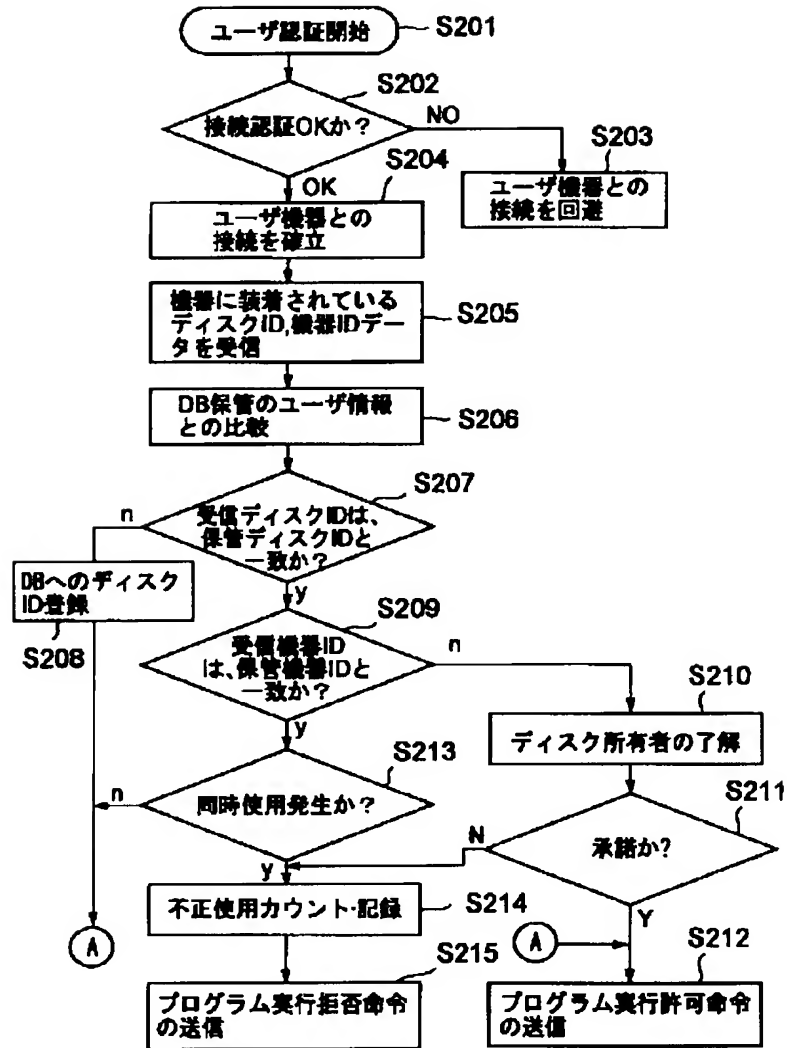 ユーザ認証開始
S201
S202
接続認証OKか?
NO
S203
ユーザ機器との
接続を回避
S204
OK
ユーザ機器との
接続を確立
機器に装着されている
ディスクID,機器IDデー
タを受信
S205
DB保管のユーザ情報
との比較
S206
S207
n
受信ディスクIDは、
保管ディスクIDと
一致か?
y
DBへのディスク
ID登録
S208
S209
受信機器ID
は、保管機器IDと
一致か?
n
y
S210
ディスク所有者の了解
S213
n
同時使用発生か?
y
S211
承諾か?
N
Y
不正使用カウント・記録
S214
A
A
S215
プログラム実行拒否命令
の送信
S212
プログラム実行許可命令
の送信